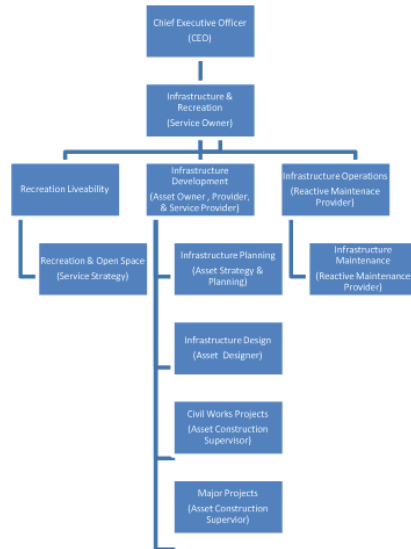 Chief Executive Officer
(CEO)
Infrastructure &
Recreation
(Service Owner)
Recreation Liveability
Infrastructure
Development
(Asset Owner , Provider,
& Service Provider)
Infrastructure Operations
(Reactive Maintenace
Provider)
Recreation & Open Space
(Service Strategy)
Infrastructure Planning
(Asset Strategy &
Planning)
Infrastructure
Maintenance
(Reactive Maintenance
Provider)
Infrastructure Design
(Asset Designer)
Civil Works Projects
(Asset Construction
Supervisor)
Major Projects
(Asset Construction
Supervior)